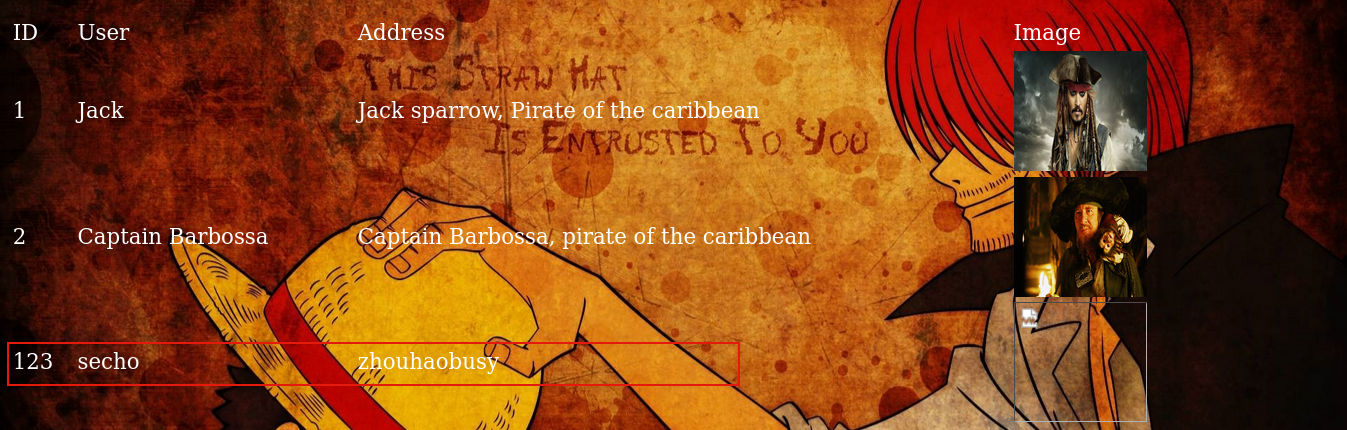 ID User Address Image
THIS STRAW HAT
1 Jack Jack sparrow, Pirate of the caribbean
IS ENTRUSTED TO YOU
2 Captain Barbossa Captain Barbossa, pirate of the caribbean
123 secho zhouhaobusy